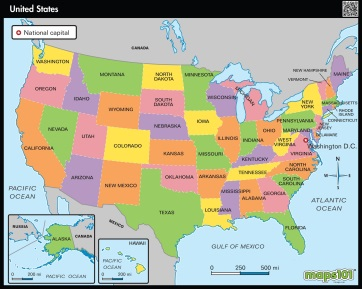 United States
National capital
CANADA
WASHINGTON
MONTANA
NORTH
DAKOTA
MINNESOTA
OREGON
IDAHO
WYOMING
SOUTH
DAKOTA
WISCONSIN
MICHIGAN
NEW HAMPSHIRE
VERMONT
MAINE
NEW
YORK
MASSACHUSETTS
RHODE
ISLAND
CONNECTICUT
NEW JERSEY
DELAWARE
PENNSYLVANIA
MARYLAND
Washington D.C.
NEVADA
UTAH
COLORADO
NEBRASKA
IOWA
ILLINOIS
INDIANA
OHIO
WEST
VIRGINIA
VIRGINIA
CALIFORNIA
KANSAS
MISSOURI
KENTUCKY
NORTH
CAROLINA
TENNESSEE
ARIZONA
NEW MEXICO
OKLAHOMA
ARKANSAS
SOUTH
CAROLINA
MISSISSIPPI
ALABAMA
GEORGIA
TEXAS
LOUISIANA
FLORIDA
PACIFIC
OCEAN
ATLANTIC
OCEAN
MEXICO
GULF OF MEXICO
RUSSIA
ALASKA
CANADA
PACIFIC OCEAN
HAWAII
PACIFIC
OCEAN
0 250 500 mi
maps101